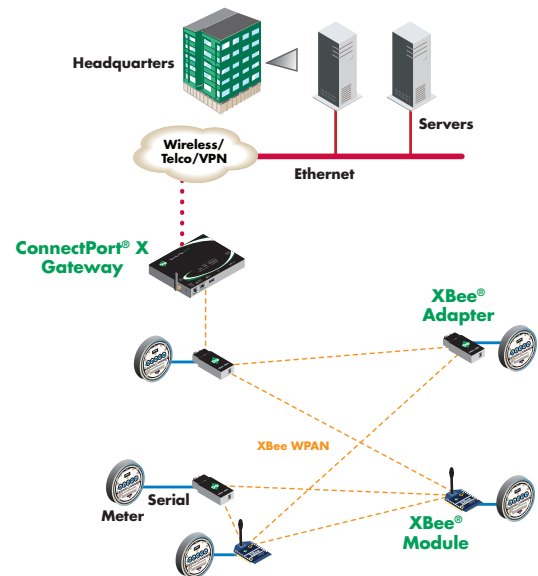 Headquarters
Servers
Wireless/
Telco/VPN
Ethernet
ConnectPort® X
Gateway
XBee®
Adapter
XBee WPAN
Serial
Meter
XBee®
Module